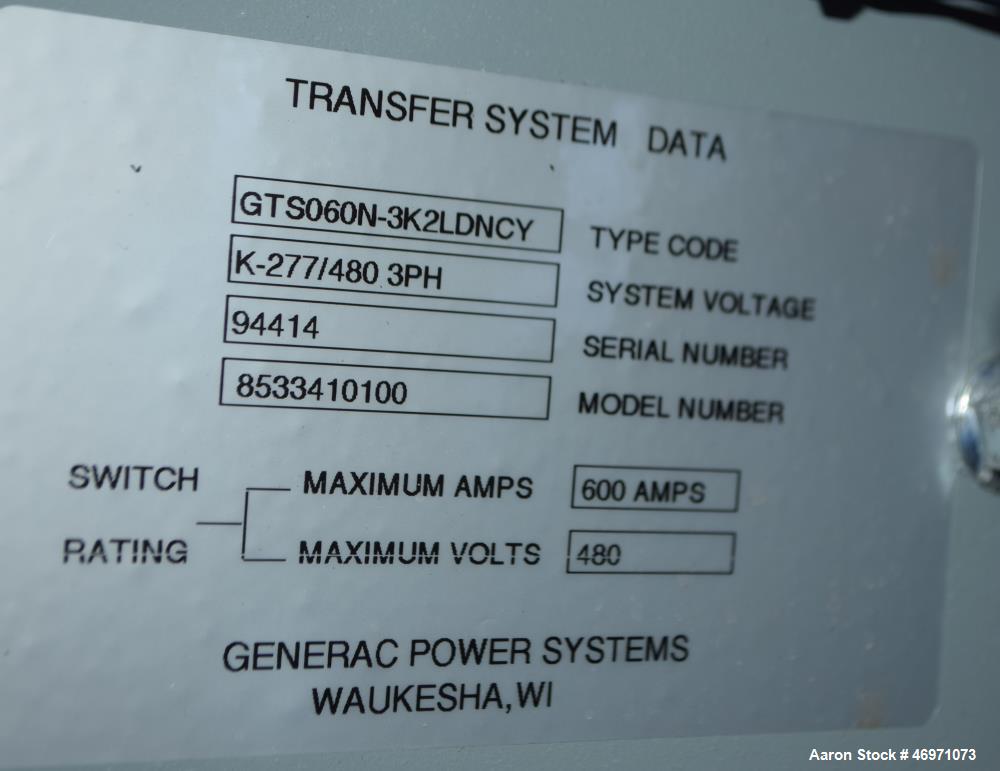 TRANSFER SYSTEM DATA
GTS060N-3K2LDNCY TYPE CODE
K-277/480 3PH SYSTEM VOLTAGE
94414 SERIAL NUMBER
8533410100 MODEL NUMBER
SWITCH RATING
MAXIMUM AMPS 600 AMPS
MAXIMUM VOLTS 480
GENERAC POWER SYSTEMS
WAUKESHA,WI
Aaron Stock # 46971073